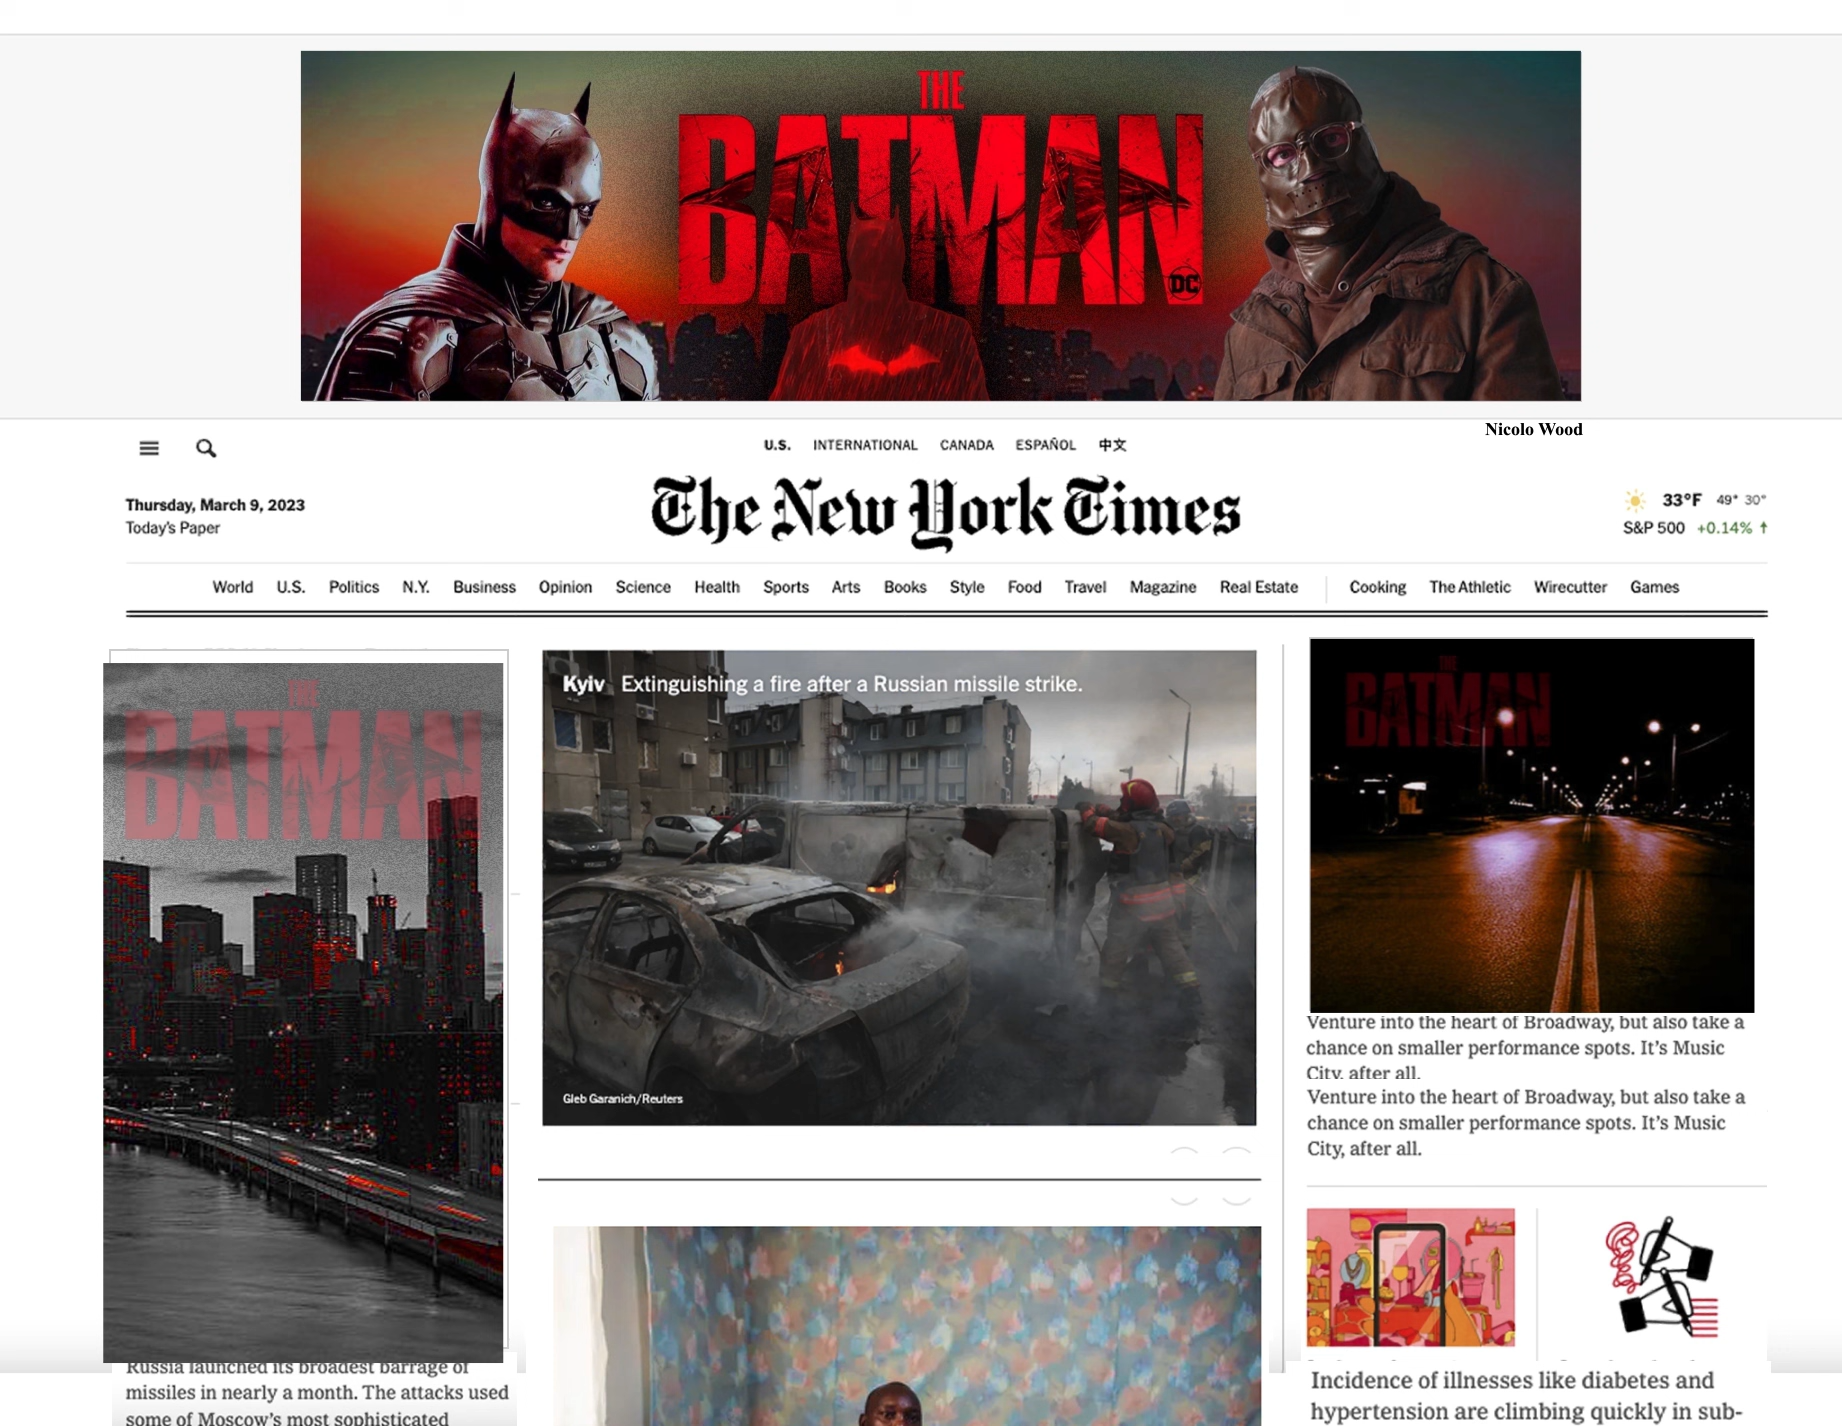 THE
BATMAN
DC
Nicolo Wood
U.S. INTERNATIONAL CANADA ESPAÑOL 中文
Thursday, March 9, 2023
Today's Paper
The New York Times
33°F 49° 30°
S&P 500 +0.14% ↑
World U.S. Politics N.Y. Business Opinion Science Health Sports Arts Books Style Food Travel Magazine Real Estate Cooking The Athletic Wirecutter Games
THE
BATMAN
Russia launched its broadest barrage of
missiles in nearly a month. The attacks used
some of Moscow's most sophisticated
Kyiv Extinguishing a fire after a Russian missile strike.
Gleb Garanich/Reuters
THE
BATMAN
Venture into the heart of Broadway, but also take a
chance on smaller performance spots. It's Music
City, after all.
Venture into the heart of Broadway, but also take a
chance on smaller performance spots. It's Music
City, after all.
Incidence of illnesses like diabetes and
hypertension are climbing quickly in sub-